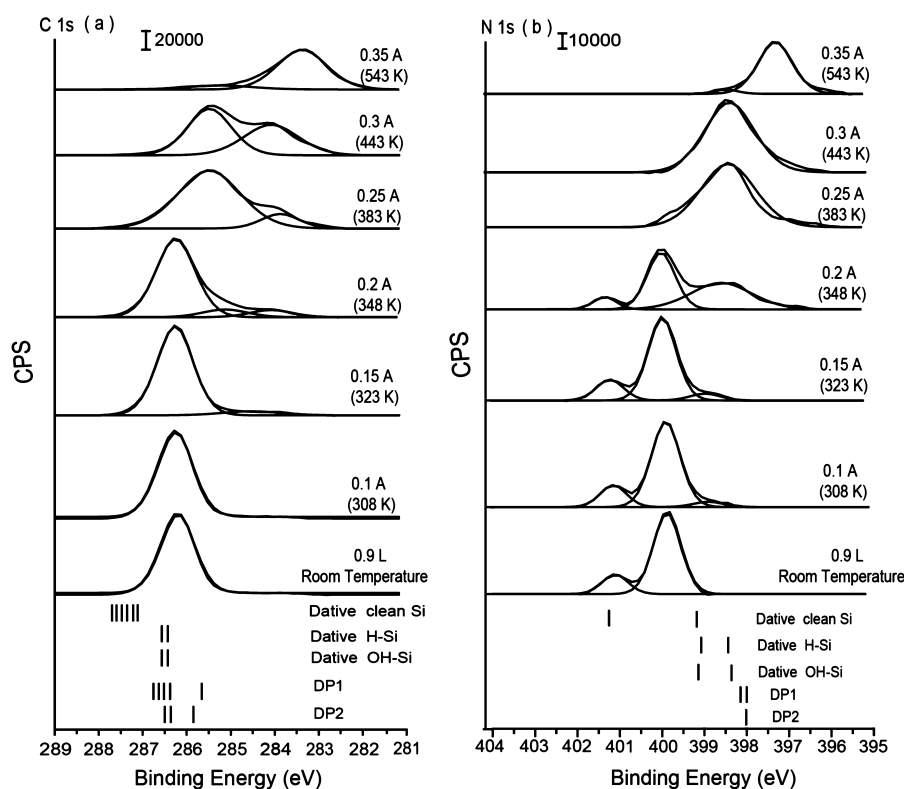 C 1s (a)
20000
0.35 A
(543 K)
0.3 A
(443 K)
0.25 A
(383 K)
0.2 A
(348 K)
0.15 A
(323 K)
0.1 A
(308 K)
0.9 L
Room Temperature
Dative clean Si
Dative H-Si
Dative OH-Si
DP1
DP2
CPS
289 288 287 286 285 284 283 282 281
Binding Energy (eV)
N 1s (b)
10000
0.35 A
(543 K)
0.3 A
(443 K)
0.25 A
(383 K)
0.2 A
(348 K)
0.15 A
(323 K)
0.1 A
(308 K)
0.9 L
Room Temperature
Dative clean Si
Dative H-Si
Dative OH-Si
DP1
DP2
CPS
404 403 402 401 400 399 398 397 396 395
Binding Energy (eV)